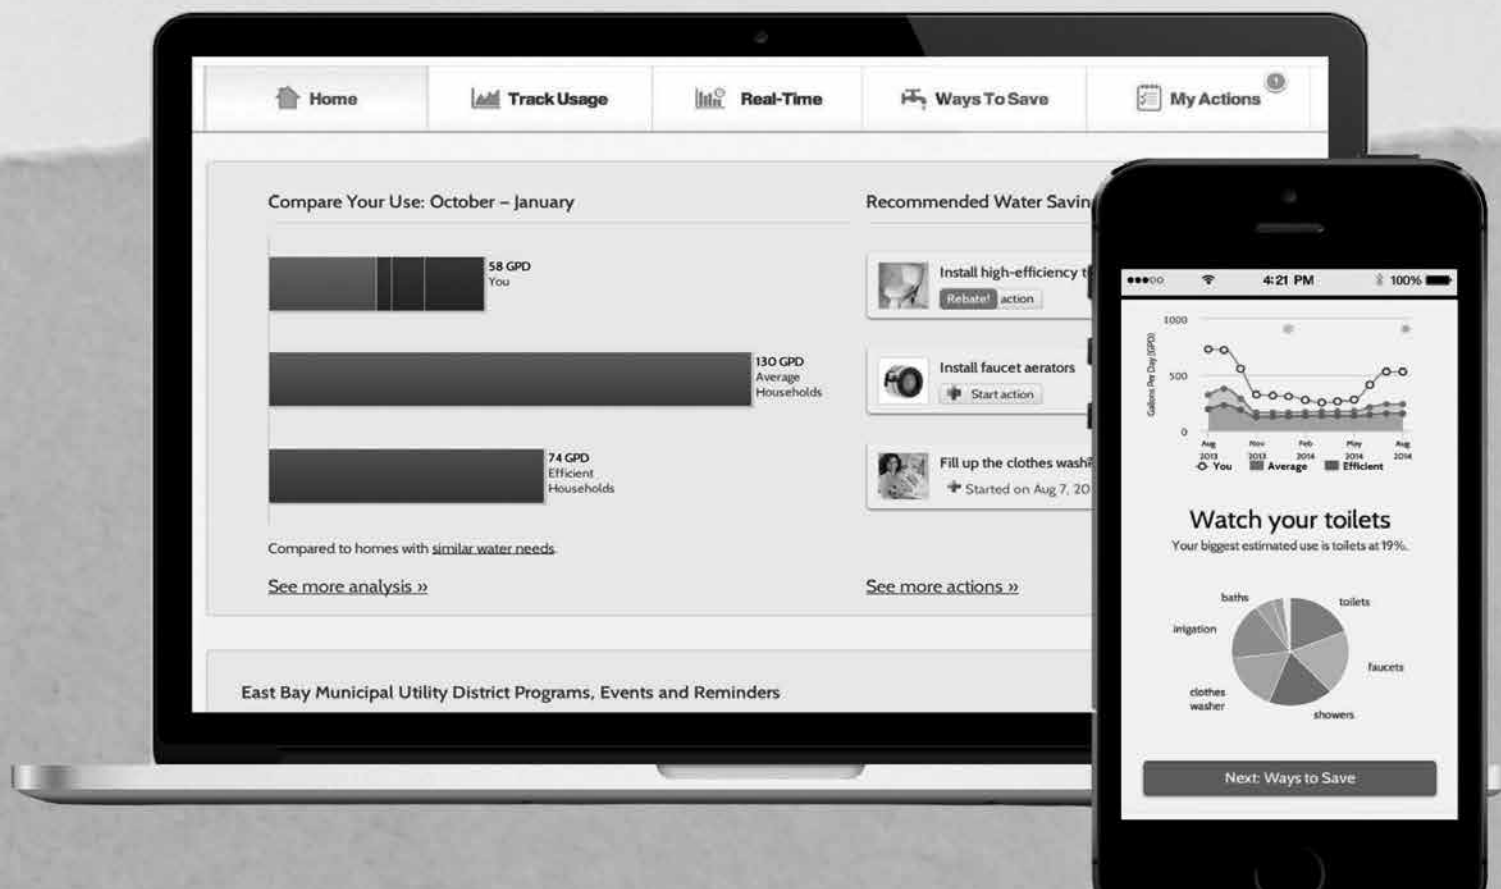 Home
Track Usage
Real-Time
Ways To Save
My Actions
1
Compare Your Use: October – January
58 GPD
You
130 GPD
Average
Households
74 GPD
Efficient
Households
Compared to homes with similar water needs.
See more analysis »
Recommended Water Savin
Install high-efficiency t
Rebate! action
Install faucet aerators
Start action
Fill up the clothes wash
Started on Aug 7, 20
See more actions »
East Bay Municipal Utility District Programs, Events and Reminders
4:21 PM
100%
Gallons Per Day (GPD)
1000
500
0
Aug Nov Feb May Aug
2013 2013 2014 2014 2014
You Average Efficient
Watch your toilets
Your biggest estimated use is toilets at 19%.
baths
toilets
irrigation
faucets
clothes
washer
showers
Next: Ways to Save